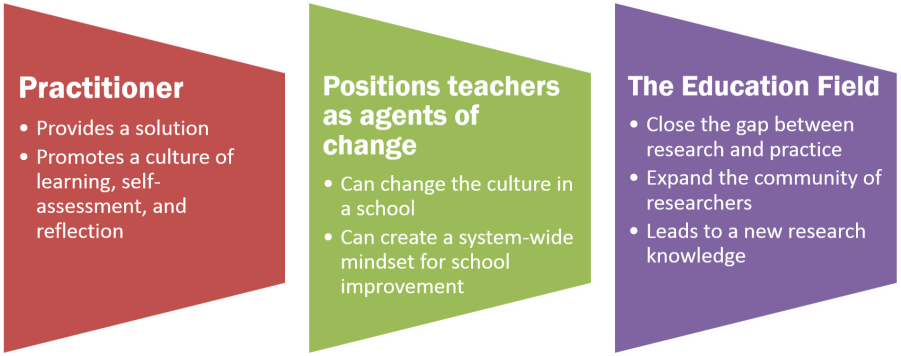 Practitioner
• Provides a solution
• Promotes a culture of
learning, self-
assessment, and
reflection
Positions teachers
as agents of
change
• Can change the culture in
a school
• Can create a system-wide
mindset for school
improvement
The Education Field
• Close the gap between
research and practice
• Expand the community of
researchers
• Leads to a new research
knowledge